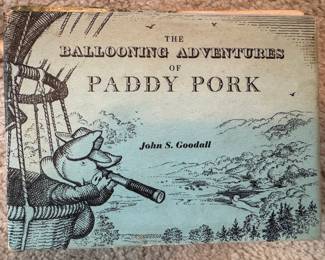 THE
BALLOONING ADVENTURES
OF
PADDY PORK
John S. Goodall